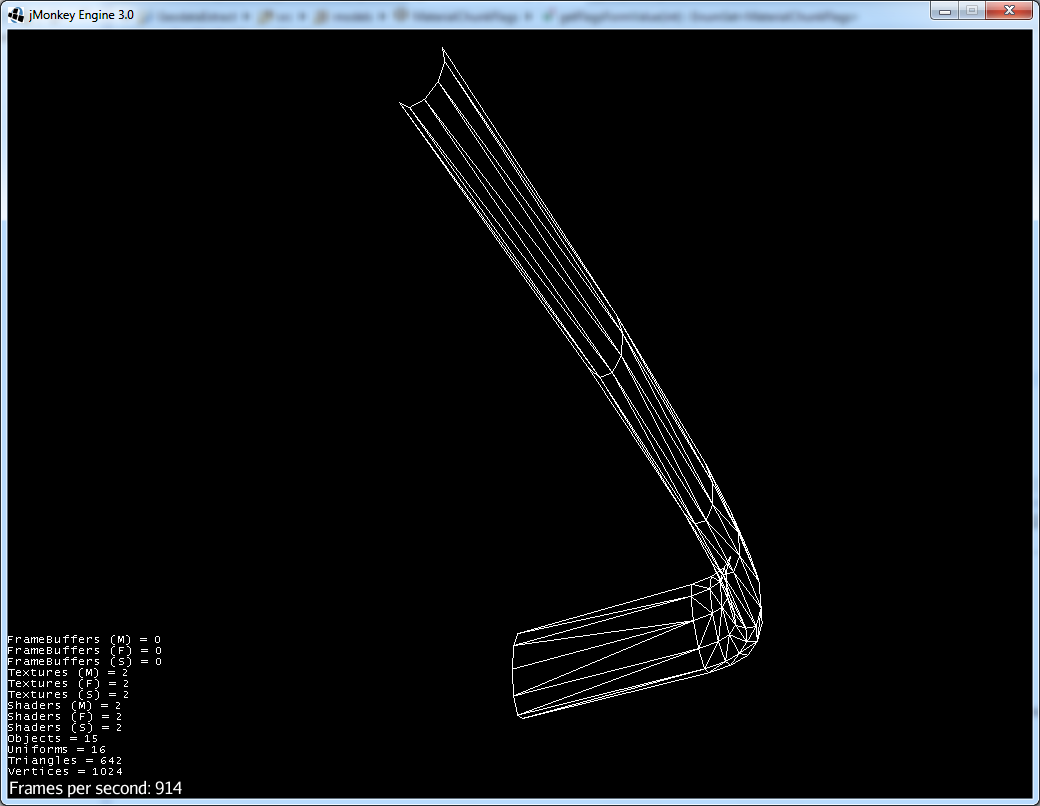 jMonkey Engine 3.0
FrameBuffers (M) = 0
FrameBuffers (F) = 0
FrameBuffers (S) = 0
Textures (M) = 2
Textures (F) = 2
Textures (S) = 2
Shaders (M) = 2
Shaders (F) = 2
Shaders (S) = 2
Objects = 15
Uniforms = 16
Triangles = 642
Vertices = 1024
Frames per second: 914